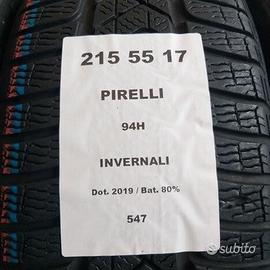 215 55 17
PIRELLI
94H
INVERNALI
Dot. 2019 / Bat. 80%
547
subito